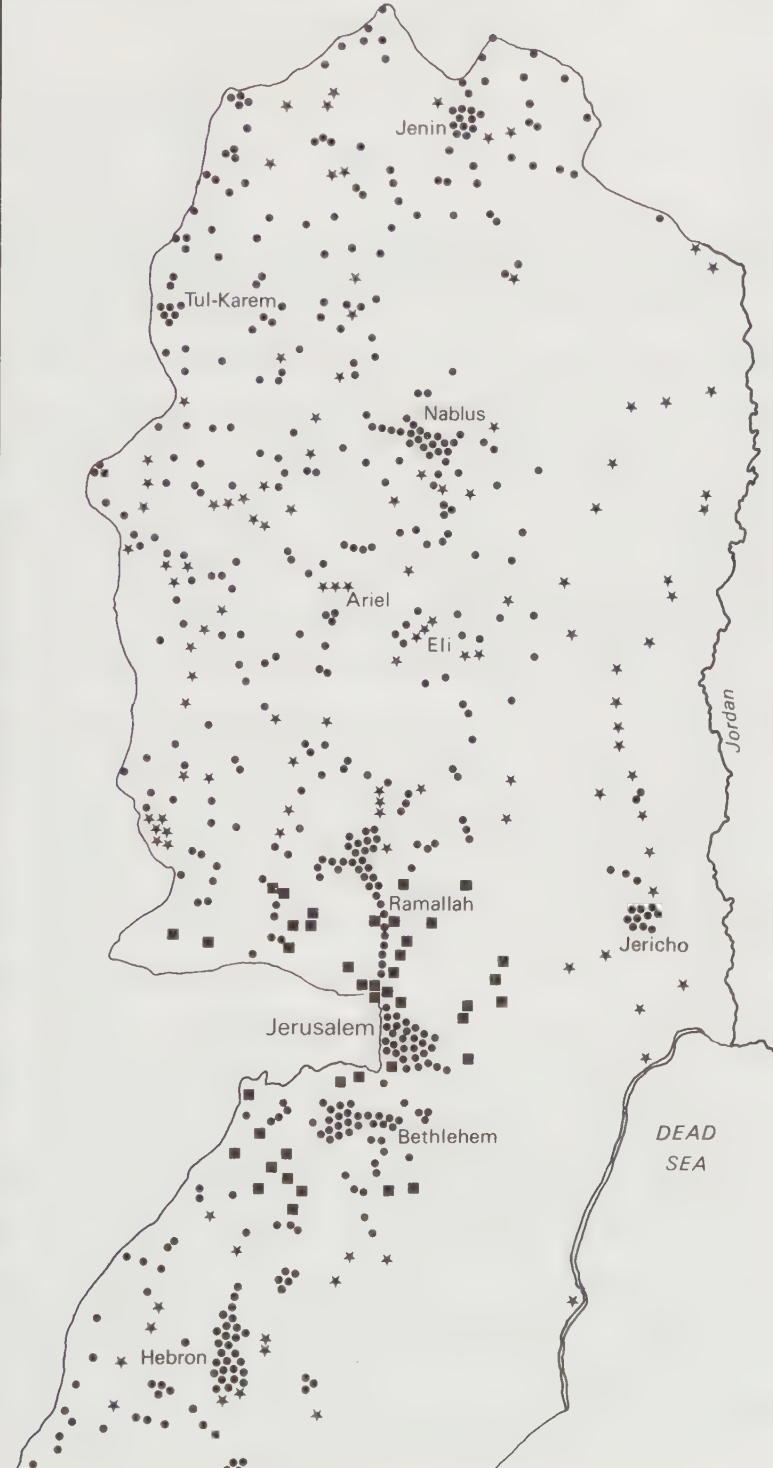 Jenin
Tul-Karem
Nablus
Ariel
Eli
Jordan
Ramallah
Jericho
Jerusalem
Bethlehem
DEAD
SEA
Hebron